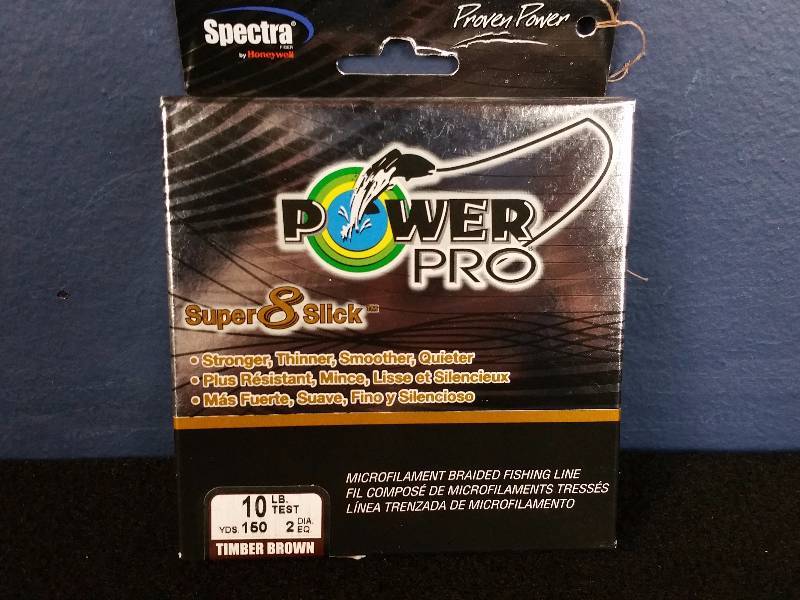 Spectra®
FIBER
by Honeywell
Proven Power
POWER
PRO
Super 8 Slick™
• Stronger, Thinner, Smoother, Quieter
• Plus Résistant, Mince, Lisse et Silencieux
• Más Fuerte, Suave, Fino y Silencioso
MICROFILAMENT BRAIDED FISHING LINE
FIL COMPOSÉ DE MICROFILAMENTS TRESSÉS
LÍNEA TRENZADA DE MICROFILAMENTO
10 LB. TEST
YDS. 150 2 DIA. EQ.
TIMBER BROWN